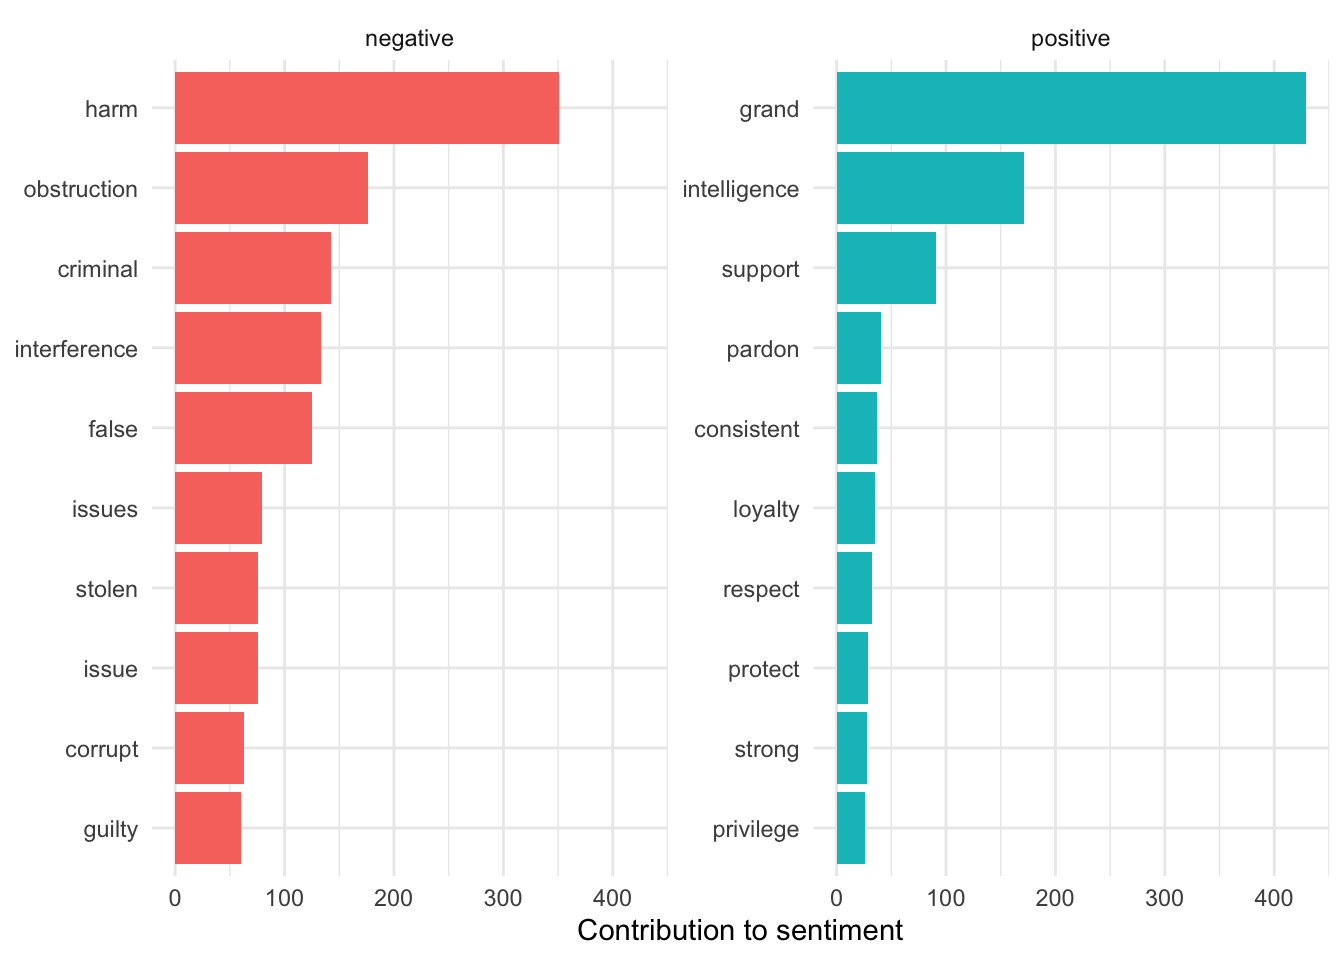 negative
harm
obstruction
criminal
interference
false
issues
stolen
issue
corrupt
guilty
0 100 200 300 400
positive
grand
intelligence
support
pardon
consistent
loyalty
respect
protect
strong
privilege
0 100 200 300 400
Contribution to sentiment